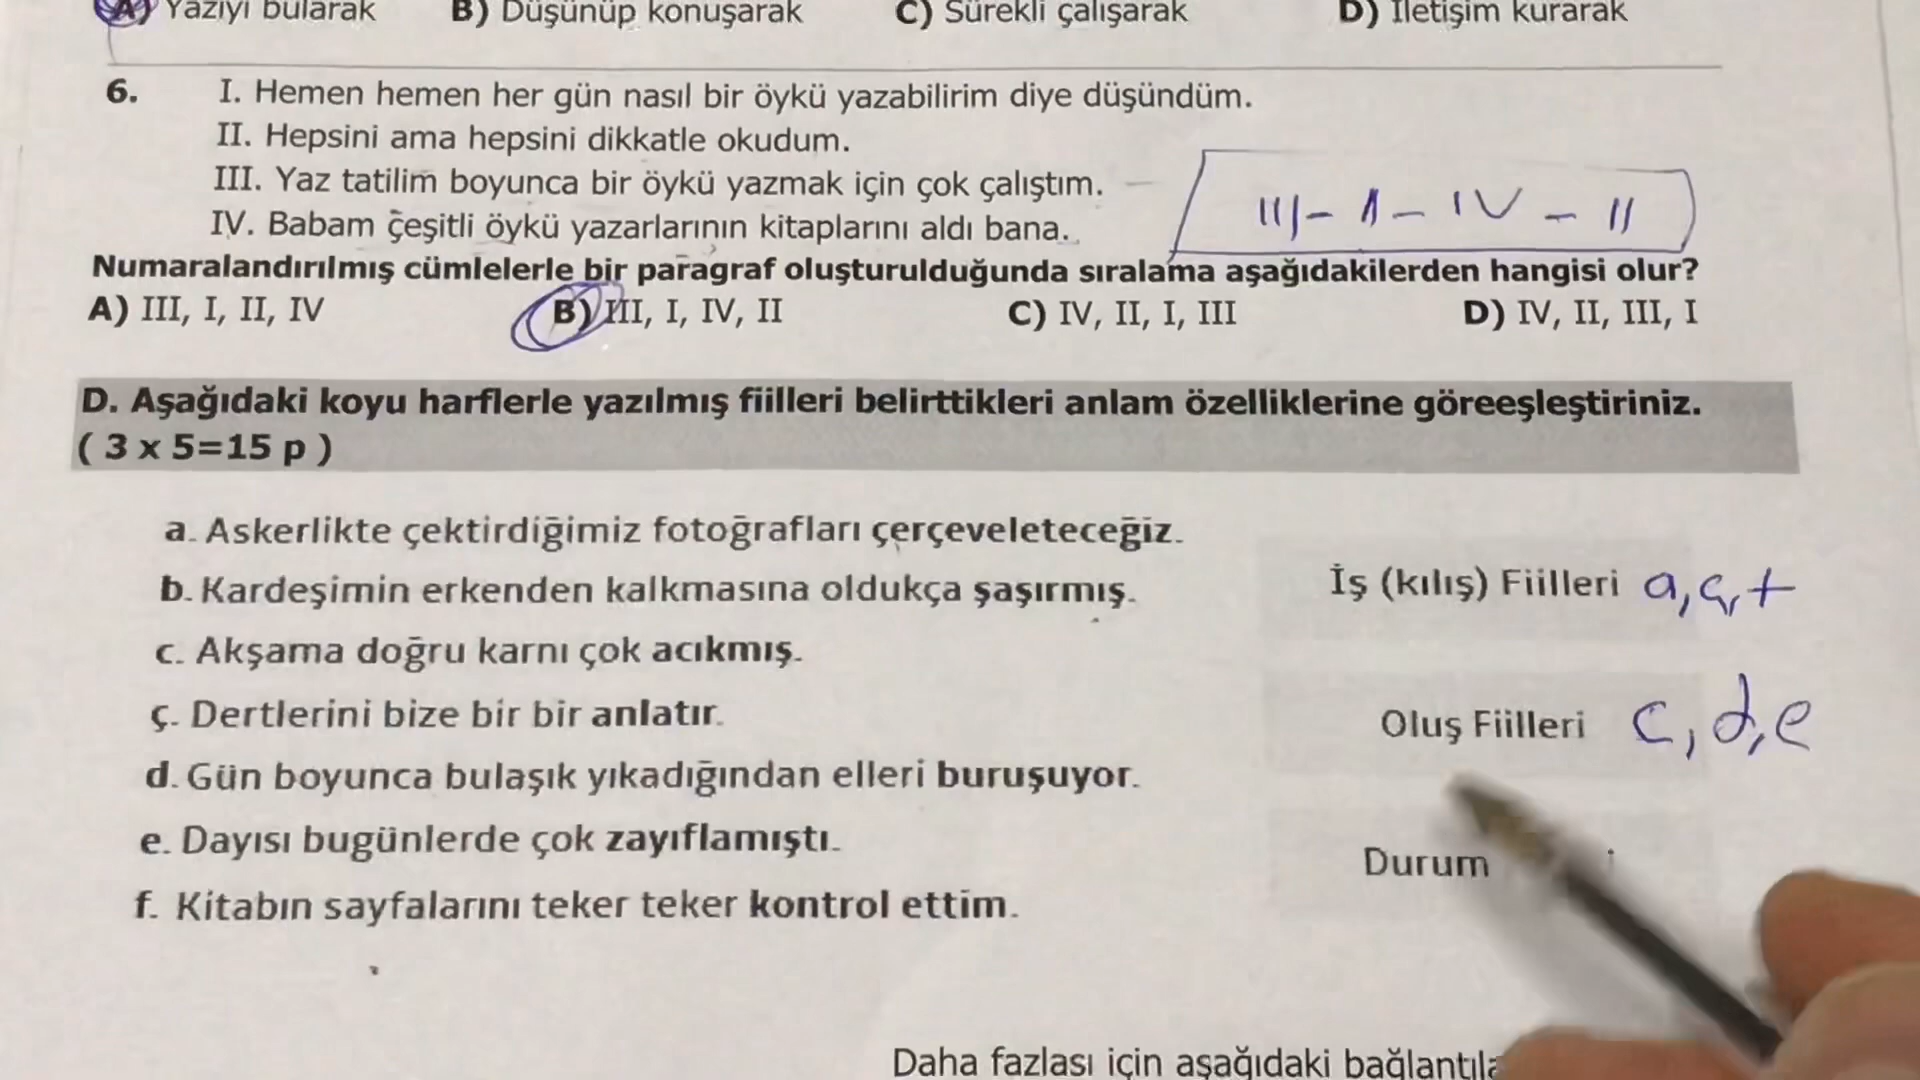 A) Yazıyı bularak B) Düşünüp konuşarak C) Sürekli çalışarak D) İletişim kurarak
6. I. Hemen hemen her gün nasıl bir öykü yazabilirim diye düşündüm.
II. Hepsini ama hepsini dikkatle okudum.
III. Yaz tatilim boyunca bir öykü yazmak için çok çalıştım.
IV. Babam çeşitli öykü yazarlarının kitaplarını aldı bana.
III - I - IV - II
Numaralandırılmış cümlelerle bir paragraf oluşturulduğunda sıralama aşağıdakilerden hangisi olur?
A) III, I, II, IV B) III, I, IV, II C) IV, II, I, III D) IV, II, III, I
D. Aşağıdaki koyu harflerle yazılmış fiilleri belirttikleri anlam özelliklerine göreeşleştiriniz.
( 3 x 5=15 p )
a. Askerlikte çektirdiğimiz fotoğrafları çerçeveleteceğiz.
b. Kardeşimin erkenden kalkmasına oldukça şaşırmış.
c. Akşama doğru karnı çok acıkmış.
ç. Dertlerini bize bir bir anlatır.
d. Gün boyunca bulaşık yıkadığından elleri buruşuyor.
e. Dayısı bugünlerde çok zayıflamıştı.
f. Kitabın sayfalarını teker teker kontrol ettim.
İş (kılış) Fiilleri a, ç, f
Oluş Fiilleri c, d, e
Durum
Daha fazlası için aşağıdaki